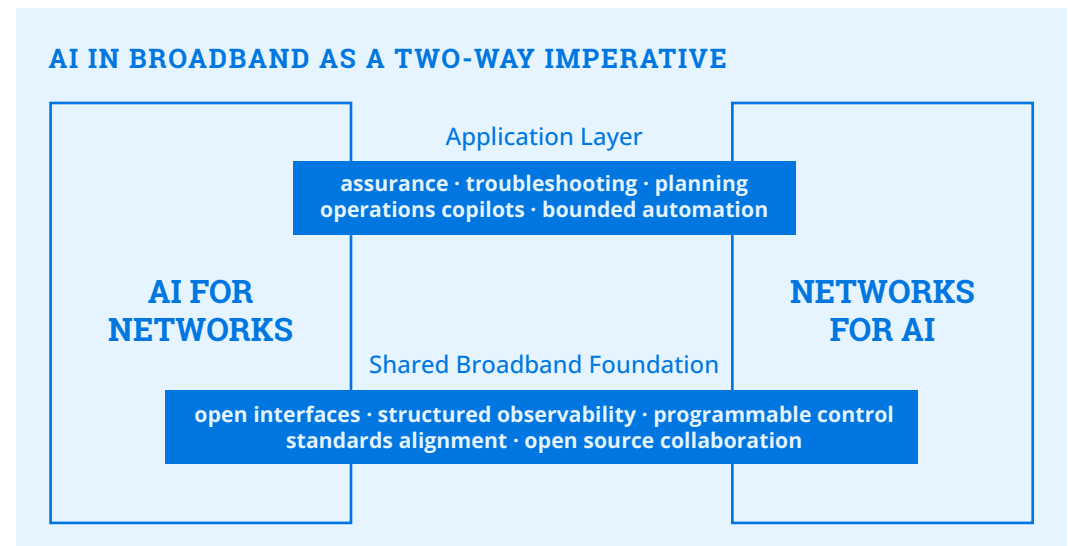 AI IN BROADBAND AS A TWO-WAY IMPERATIVE
Application Layer
assurance · troubleshooting · planning
operations copilots · bounded automation
AI FOR
NETWORKS
NETWORKS
FOR AI
Shared Broadband Foundation
open interfaces · structured observability · programmable control
standards alignment · open source collaboration